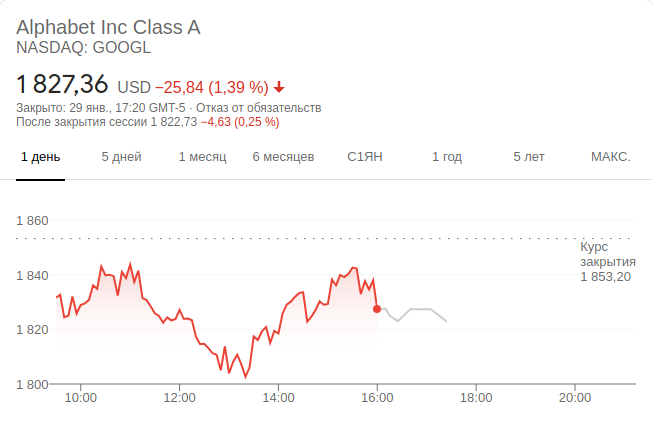 Alphabet Inc Class A
NASDAQ: GOOGL
1 827,36 USD −25,84 (1,39 %)
Закрыто: 29 янв., 17:20 GMT-5 · Отказ от обязательств
После закрытия сессии 1 822,73 −4,63 (0,25 %)
1 день 5 дней 1 месяц 6 месяцев С1ЯН 1 год 5 лет МАКС.
1 860
Курс
закрытия
1 853,20
1 840
1 820
1 800
10:00 12:00 14:00 16:00 18:00 20:00